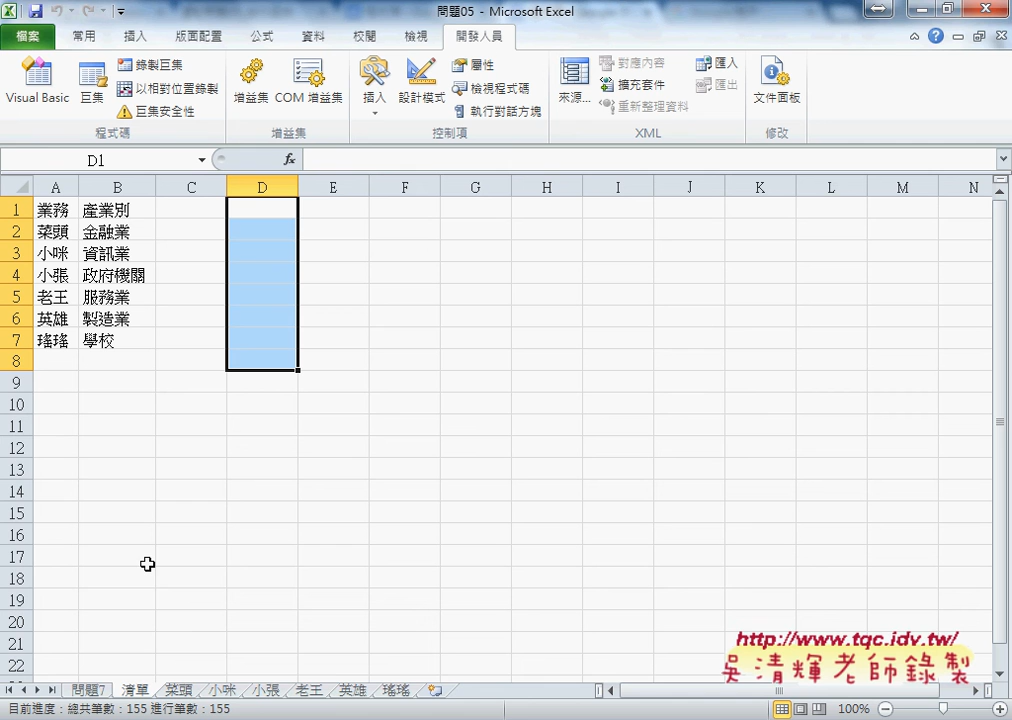 問題05 - Microsoft Excel
檔案 常用 插入 版面配置 公式 資料 校閱 檢視 開發人員
Visual Basic 巨集 錄製巨集 以相對位置錄製 巨集安全性
增益集 COM 增益集
插入 設計模式 屬性 檢視程式碼 執行對話方塊
來源... 對應內容 擴充套件 重新整理資料 匯入 匯出
文件面板
程式碼 增益集 控制項 XML 修改
D1 fx
A B C D E F G H I J K L M N
1 業務 產業別
2 菜頭 金融業
3 小咪 資訊業
4 小張 政府機關
5 老王 服務業
6 英雄 製造業
7 瑤瑤 學校
8
9
10
11
12
13
14
15
16
17
18
19
20
21
22
http://www.tqc.idv.tw/
吳清輝老師錄製
問題7 清單 菜頭 小咪 小張 老王 英雄 瑤瑤
目前進度：總共筆數：155 進行筆數：155 100%